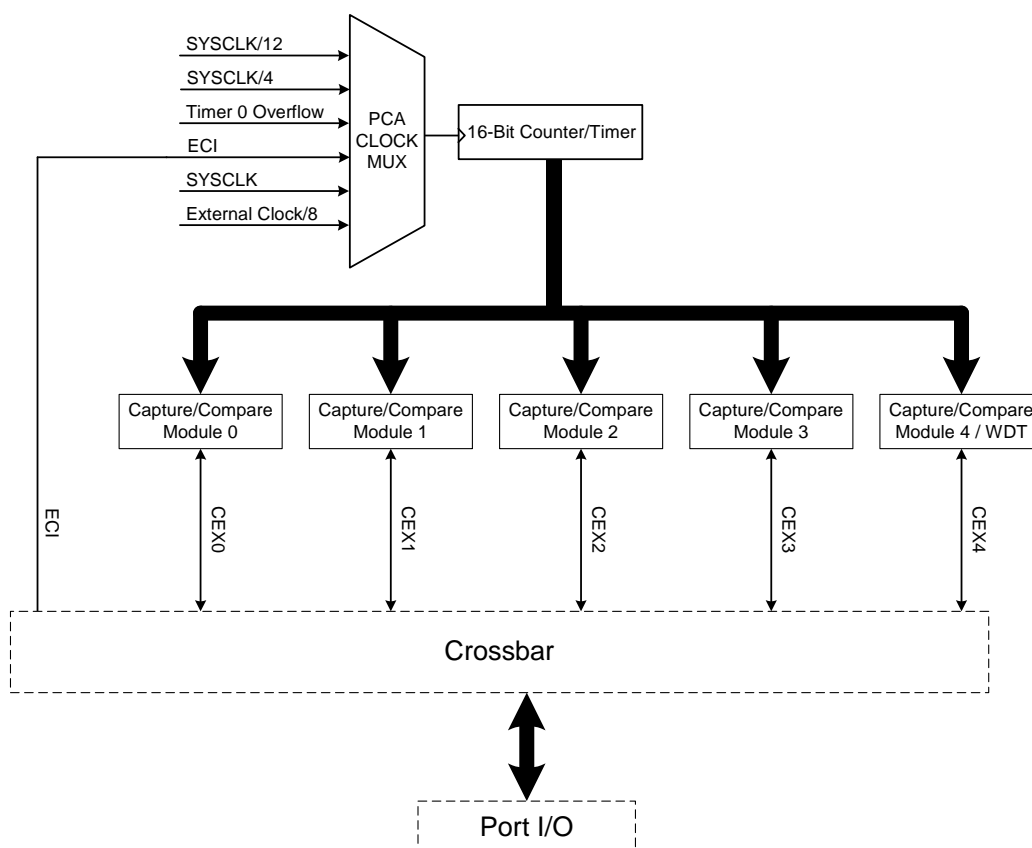 SYSCLK/12
SYSCLK/4
Timer 0 Overflow
ECI
SYSCLK
External Clock/8
PCA
CLOCK
MUX
16-Bit Counter/Timer
Capture/Compare
Module 0
Capture/Compare
Module 1
Capture/Compare
Module 2
Capture/Compare
Module 3
Capture/Compare
Module 4 / WDT
ECI
CEX0
CEX1
CEX2
CEX3
CEX4
Crossbar
Port I/O